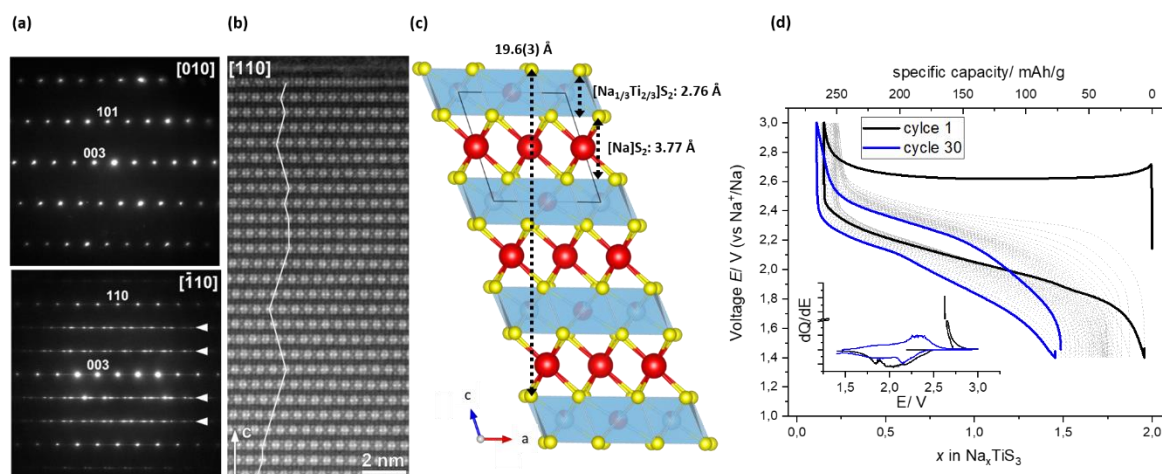 (a)
[010]
101
003
[1̄10]
110
003
(b)
[110]
c
2 nm
(c)
19.6(3) Å
[Na1/3Ti2/3]S2: 2.76 Å
[Na]S2: 3.77 Å
c
a
(d)
specific capacity/ mAh/g
250 200 150 100 50 0
cylce 1
cycle 30
Voltage E/ V (vs Na+/Na)
3,0
2,8
2,6
2,4
2,2
2,0
1,8
1,6
1,4
1,2
1,0
dQ/dE
1,5 2,0 2,5 3,0
E/ V
0,0 0,5 1,0 1,5 2,0
x in NaxTiS3